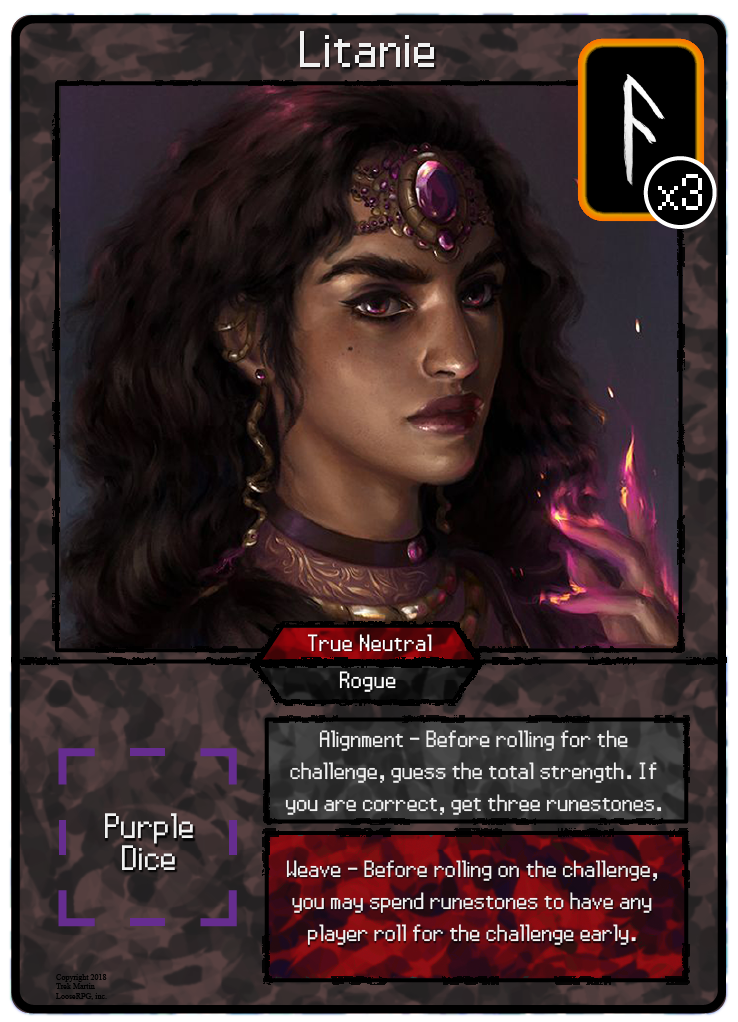 Litanie
ᚨ
x3
True Neutral
Rogue
Alignment - Before rolling for the
challenge, guess the total strength. If
you are correct, get three runestones.
Purple
Dice
Weave - Before rolling on the challenge,
you may spend runestones to have any
player roll for the challenge early.
Copyright 2018
Trek Martin
LooseRPG, inc.